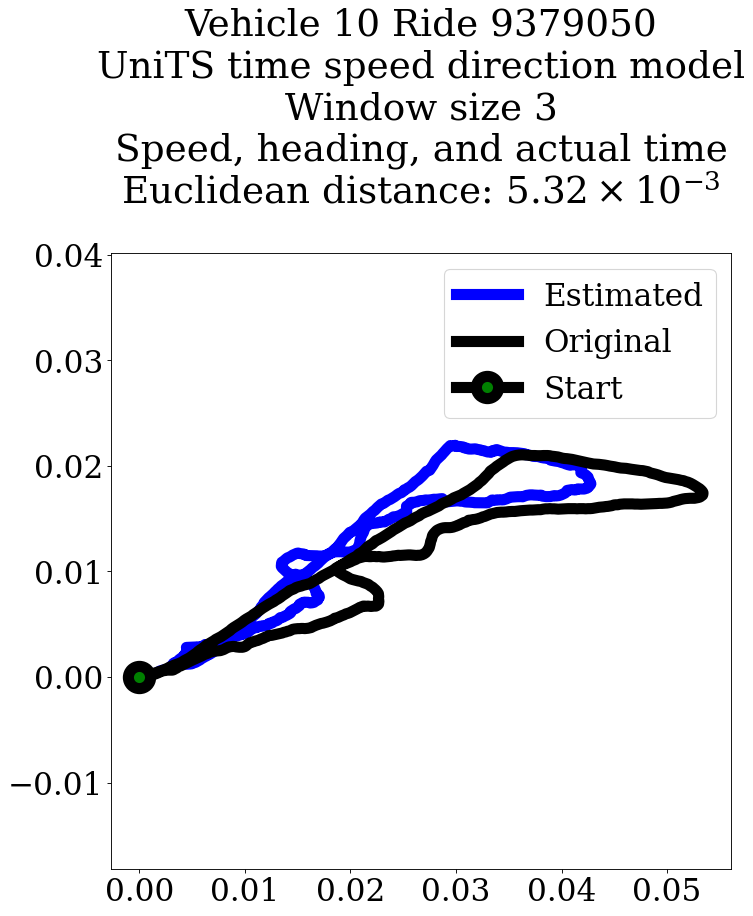 Vehicle 10 Ride 9379050
UniTS time speed direction model
Window size 3
Speed, heading, and actual time
Euclidean distance: 5.32 × 10⁻³
0.04
0.03
0.02
0.01
0.00
−0.01
Estimated
Original
Start
0.00 0.01 0.02 0.03 0.04 0.05